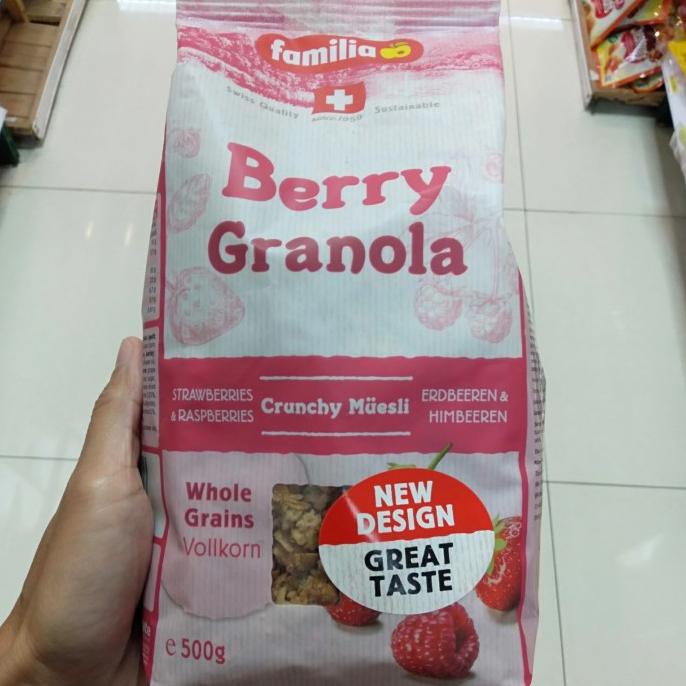 familia
Swiss Quality
since 1959
Sustainable
Berry
Granola
STRAWBERRIES
& RASPBERRIES
Crunchy Müesli
ERDBEEREN &
HIMBEEREN
Whole
Grains
Vollkorn
NEW
DESIGN
GREAT
TASTE
e 500g